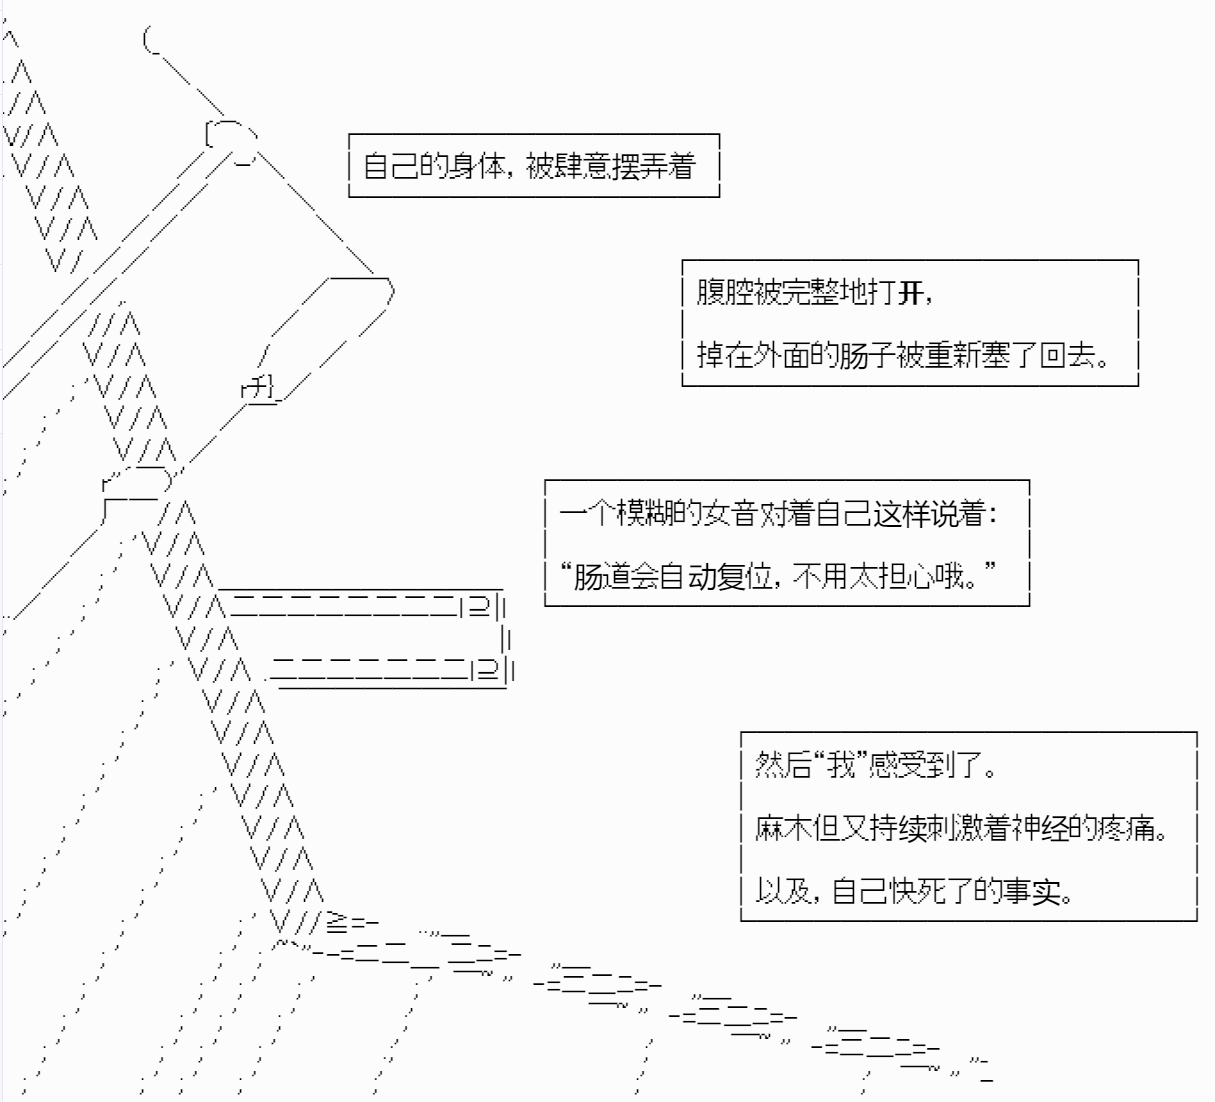 自己的身体，被肆意摆弄着
腹腔被完整地打开，
掉在外面的肠子被重新塞了回去。
一个模糊的女音对着自己这样说着：
“肠道会自动复位，不用太担心哦。”
然后“我”感受到了。
麻木但又持续刺激着神经的疼痛。
以及，自己快死了的事实。